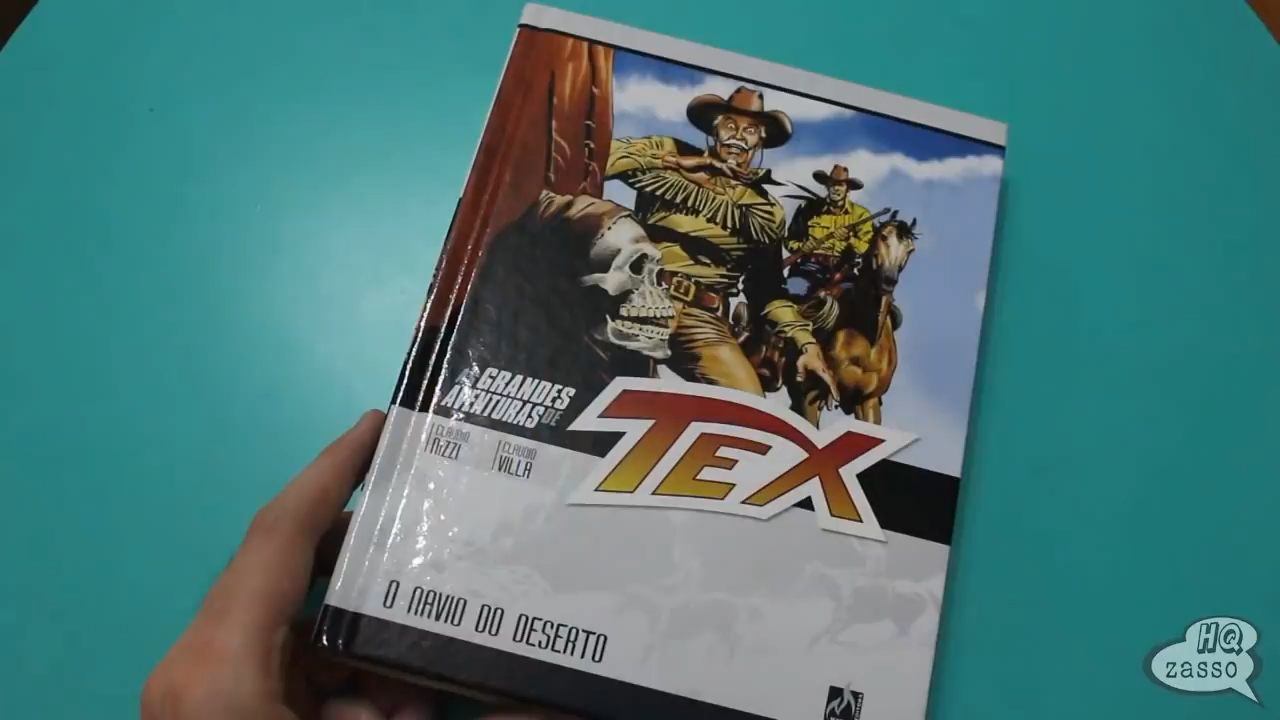 AS GRANDES
AVENTURAS DE
TEX
CLAUDIO
NIZZI
CLAUDIO
VILLA
O NAVIO DO DESERTO
HQ
zasso